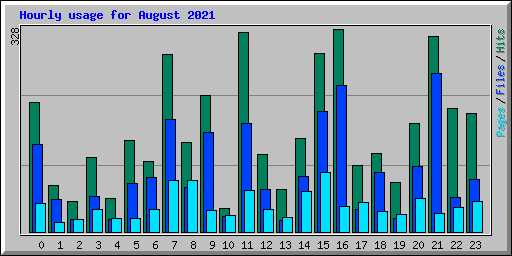 Hourly usage for August 2021
328
Pages/Files/Hits
0 1 2 3 4 5 6 7 8 9 10 11 12 13 14 15 16 17 18 19 20 21 22 23